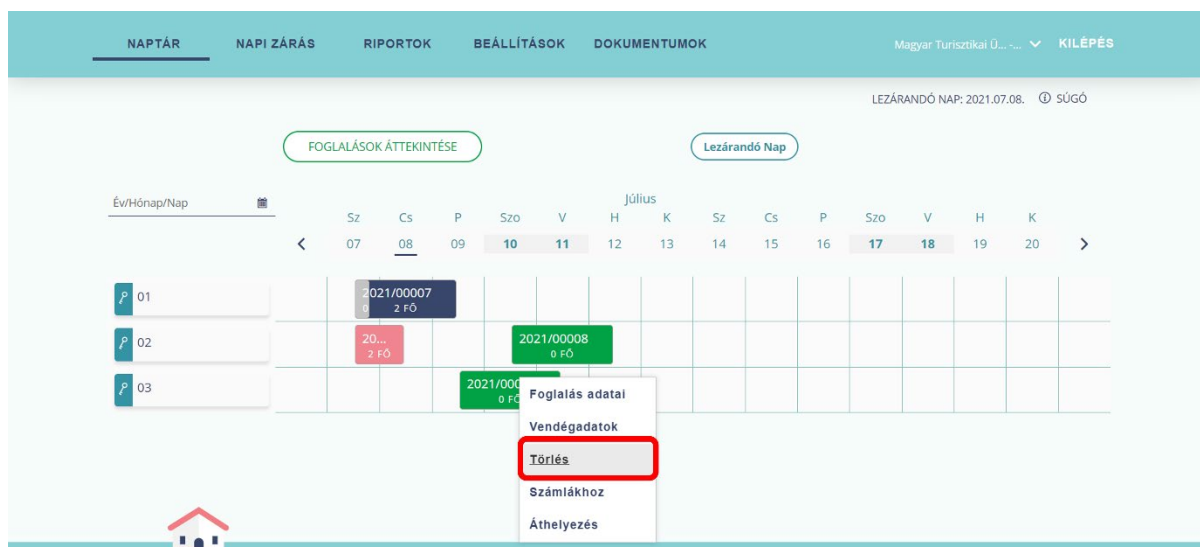 NAPTÁR NAPI ZÁRÁS RIPORTOK BEÁLLÍTÁSOK DOKUMENTUMOK Magyar Turisztikai Ü... -... KILÉPÉS
LEZÁRANDÓ NAP: 2021.07.08. SÚGÓ
FOGLALÁSOK ÁTTEKINTÉSE Lezárandó Nap
Év/Hónap/Nap Július
Sz Cs P Szo V H K Sz Cs P Szo V H K
07 08 09 10 11 12 13 14 15 16 17 18 19 20
01 2021/00007
0 2 FŐ
02 20... 2021/00008
2 FŐ 0 FŐ
03 2021/000
0 FŐ
Foglalás adatai
Vendégadatok
Törlés
Számlákhoz
Áthelyezés